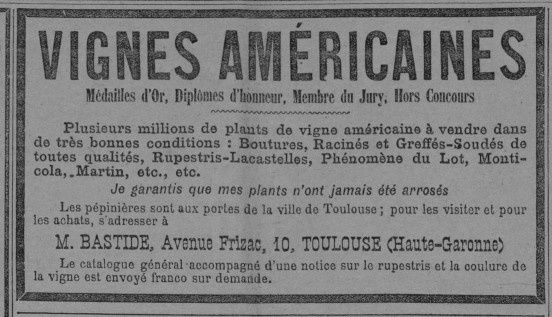 VIGNES AMÉRICAINES
Médailles d'Or, Diplômes d'honneur, Membre du Jury, Hors Concours
Plusieurs millions de plants de vigne américaine à vendre dans
de très bonnes conditions : Boutures, Racinés et Greffés-Soudés de
toutes qualités, Rupestris-Lacastelles, Phénomène du Lot, Monti-
cola, Martin, etc., etc.
Je garantis que mes plants n'ont jamais été arrosés
Les pépinières sont aux portes de la ville de Toulouse ; pour les visiter et pour
les achats, s'adresser à
M. BASTIDE, Avenue Frizac, 10, TOULOUSE (Haute-Garonne)
Le catalogue général accompagné d'une notice sur le rupestris et la coulure de
la vigne est envoyé franco sur demande.